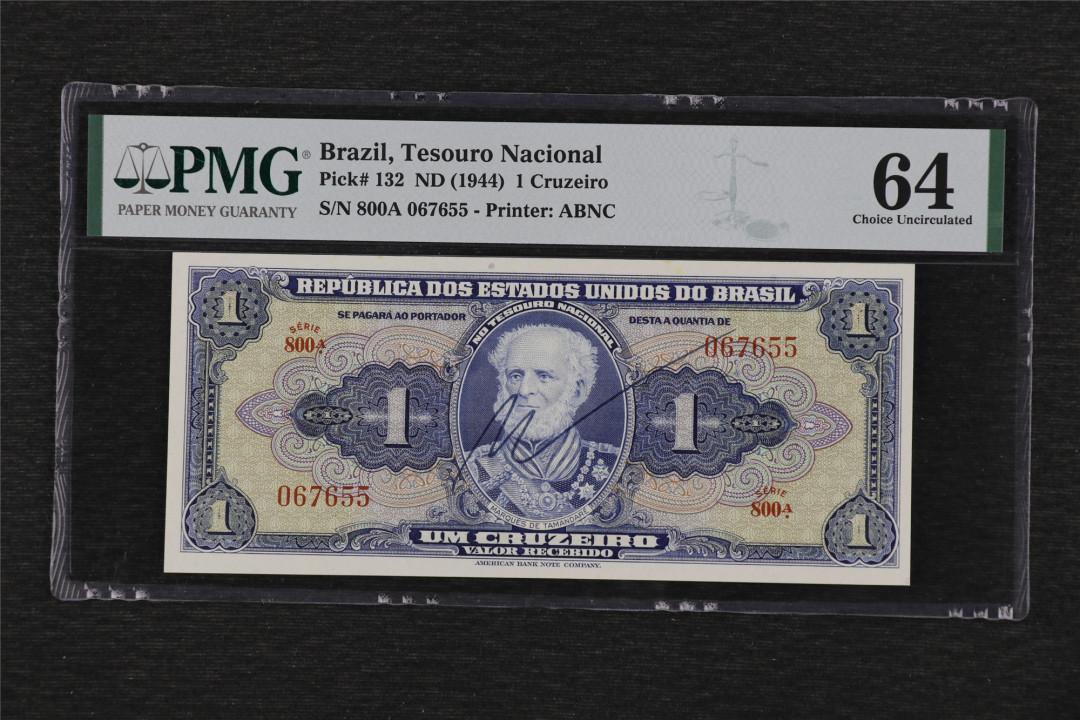 PMG®
PAPER MONEY GUARANTY
Brazil, Tesouro Nacional
Pick# 132 ND (1944) 1 Cruzeiro
S/N 800A 067655 - Printer: ABNC
64
Choice Uncirculated
REPÚBLICA DOS ESTADOS UNIDOS DO BRASIL
1
1
SE PAGARÁ AO PORTADOR
NO TESOURO NACIONAL
DESTA A QUANTIA DE
SÉRIE
800A
067655
1
1
067655
SÉRIE
800A
MARQUÉS DE TAMANDARÉ
1
1
UM CRUZEIRO
VALOR RECEBIDO
AMERICAN BANK NOTE COMPANY.